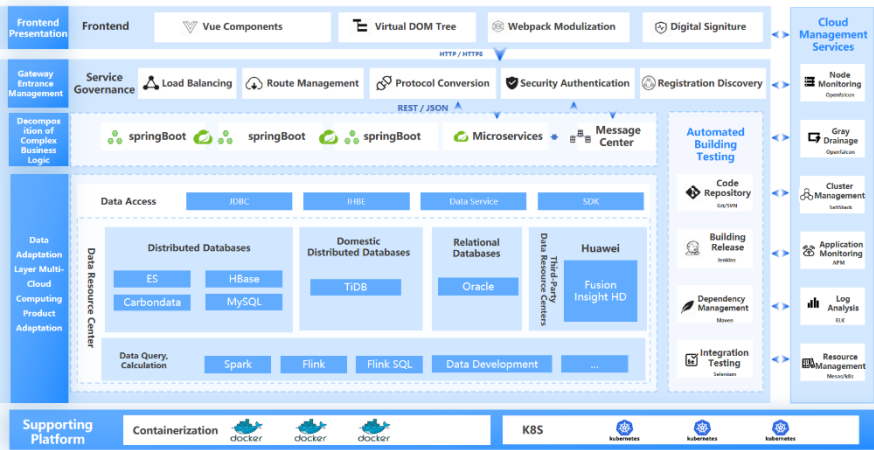 Frontend
Presentation
Frontend
Vue Components
Virtual DOM Tree
Webpack Modulization
Digital Signiture
HTTP / HTTPS
Gateway
Entrance
Management
Service
Governance
Load Balancing
Route Management
Protocol Conversion
Security Authentication
Registration Discovery
REST / JSON
Decompos
ition of
Complex
Business
Logic
springBoot
springBoot
springBoot
Microservices
Message
Center
Data
Adaptation
Layer Multi-
Cloud
Computing
Product
Adaptation
Data Access
JDBC
IHBE
Data Service
SDK
Data Resource Center
Distributed Databases
ES
HBase
Carbondata
MySQL
Domestic
Distributed Databases
TiDB
Relational
Databases
Oracle
Third-Party
Data Resource Centers
Huawei
Fusion
Insight HD
Data Query,
Calculation
Spark
Flink
Flink SQL
Data Development
...
Automated
Building
Testing
Code
Repository
Git/SVN
Building
Release
Jenkins
Dependency
Management
Maven
Integration
Testing
Selenium
Cloud
Management
Services
Node
Monitoring
Openfalcon
Gray
Drainage
Openfalcon
Cluster
Management
SaltStack
Application
Monitoring
APM
Log
Analysis
ELK
Resource
Management
Mesos/k8s
Supporting
Platform
Containerization
docker
docker
docker
K8S
kubernetes
kubernetes
kubernetes